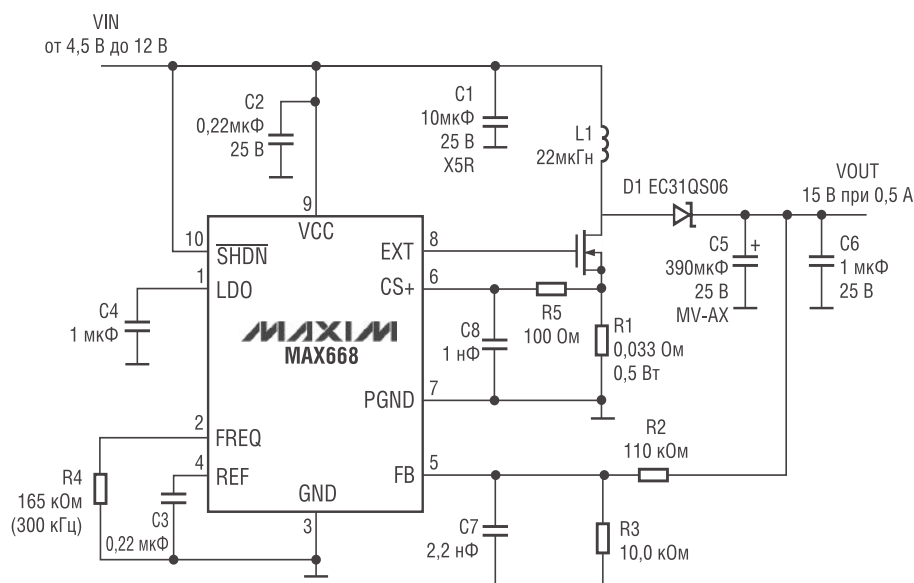 VIN
от 4,5 В до 12 В
C2
0,22мкФ
25 В
C1
10мкФ
25 В
X5R
L1
22мкГн
D1 EC31QS06
VOUT
15 В при 0,5 А
9
VCC
10
SHDN
EXT
8
C5
+
390мкФ
25 В
MV-AX
C6
1 мкФ
25 В
1
LDO
CS+
6
C4
1 мкФ
MAXIM
MAX668
C8
1 нФ
R5
100 Ом
R1
0,033 Ом
0,5 Вт
PGND
7
2
FREQ
R2
110 кОм
4
REF
FB
5
R4
165 кОм
(300 кГц)
C3
0,22 мкФ
GND
3
C7
2,2 нФ
R3
10,0 кОм